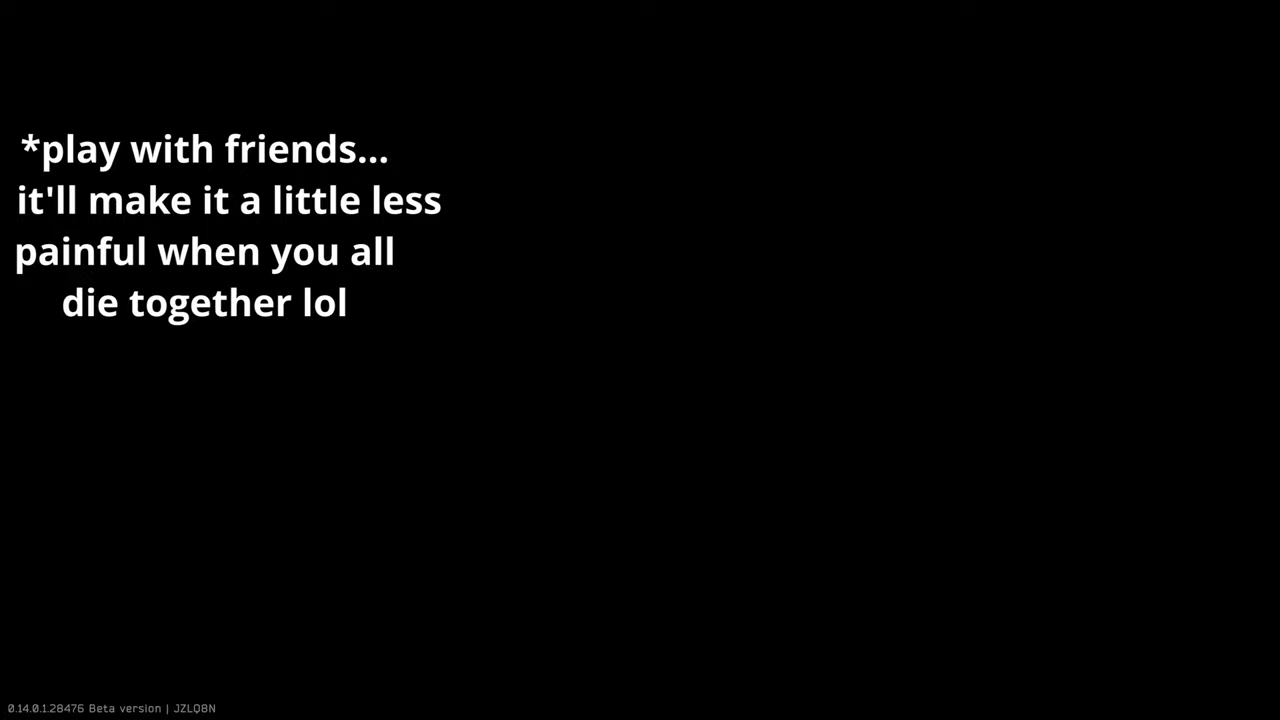 *play with friends...
it'll make it a little less
painful when you all
die together lol
0.14.0.1.28476 Beta version | JZLQ8N